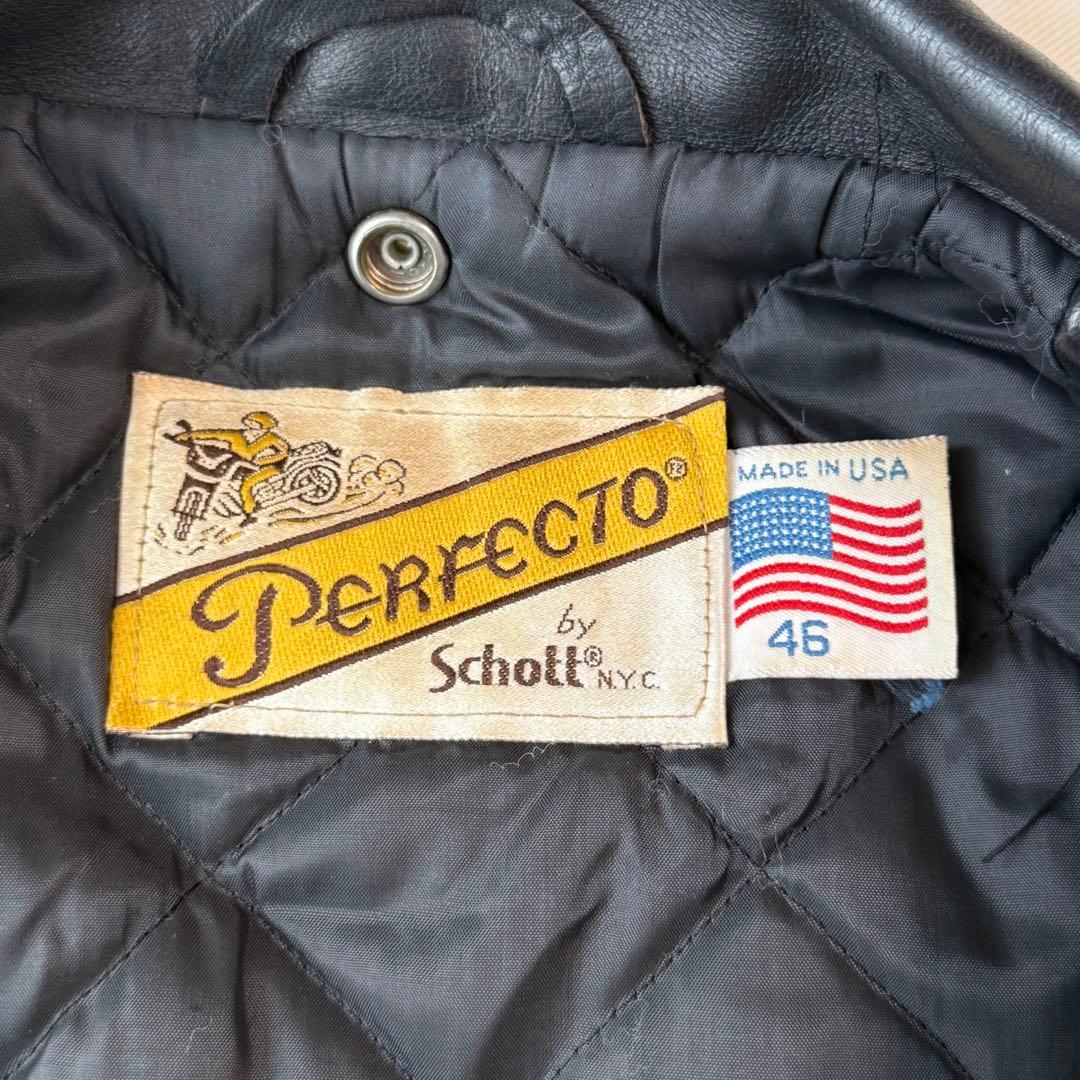 PERFECTO®
by
Schott® N.Y.C.
MADE IN USA
46